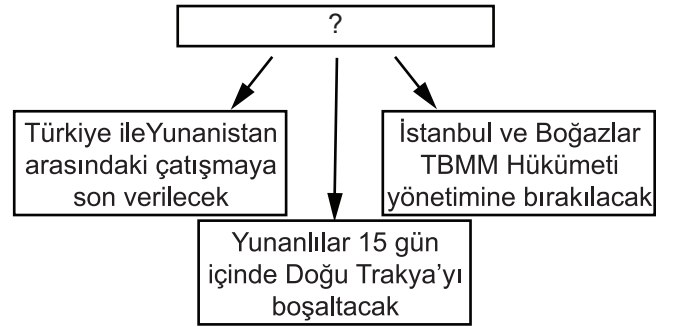 ?
Türkiye ileYunanistan
arasındaki çatışmaya
son verilecek
İstanbul ve Boğazlar
TBMM Hükümeti
yönetimine bırakılacak
Yunanlılar 15 gün
içinde Doğu Trakya’yı
boşaltacak